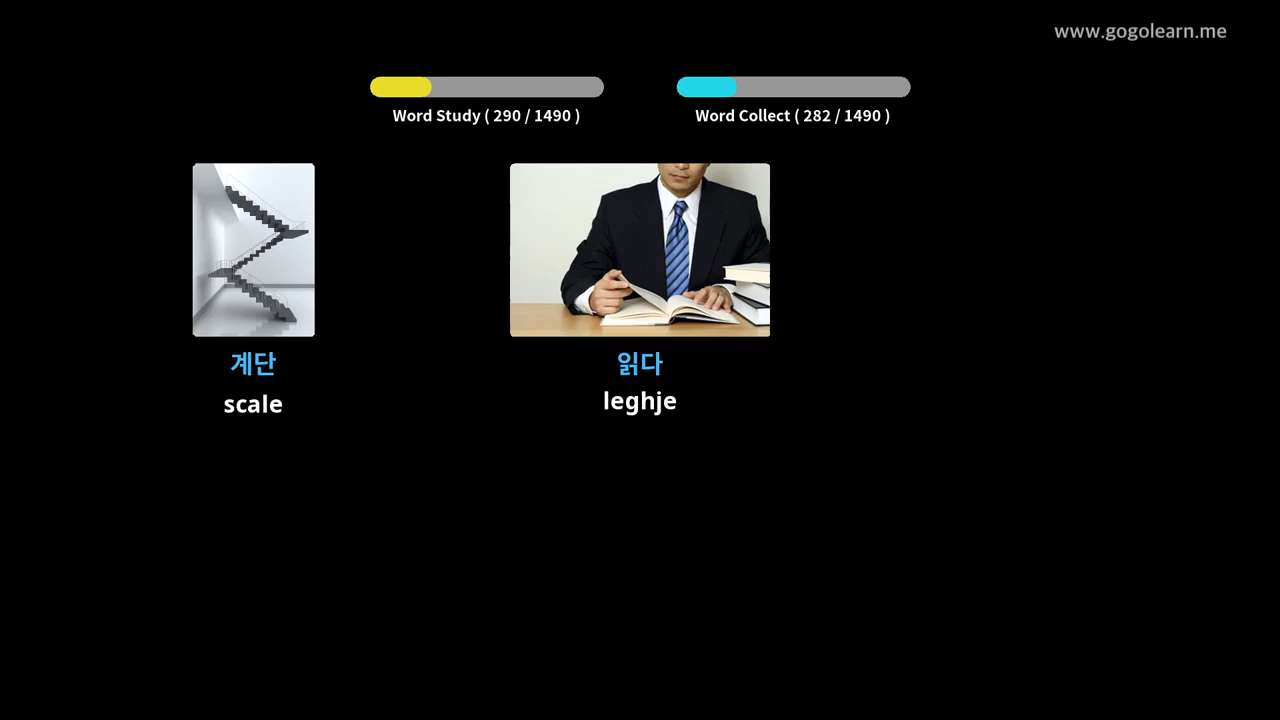 www.gogolearn.me
Word Study ( 290 / 1490 )
Word Collect ( 282 / 1490 )
계단
scale
읽다
leghje